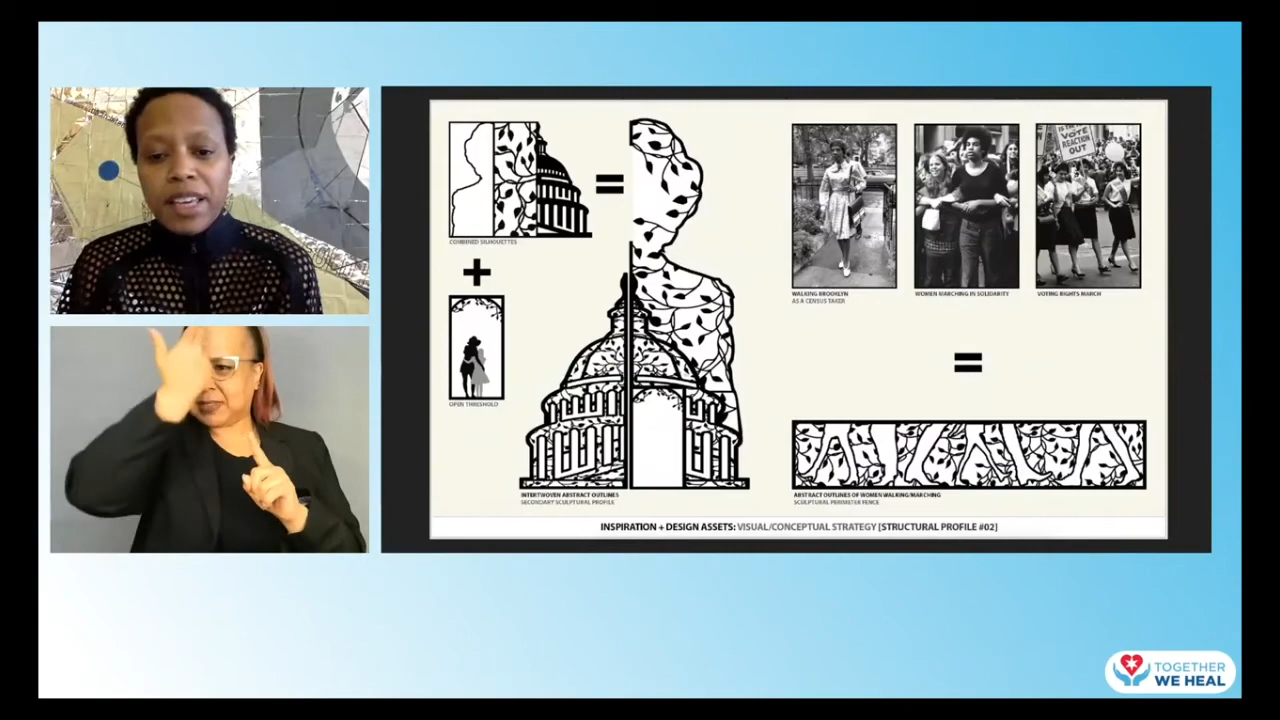 COMBINED SILHOUETTES
OPEN THRESHOLD
INTERTWOVEN ABSTRACT OUTLINES
SECONDARY SCULPTURAL PROFILE
VOTE
REACTION
OUT
WALKING BROOKLYN
AS A CENSUS TAKER
WOMEN MARCHING IN SOLIDARITY
VOTING RIGHTS MARCH
ABSTRACT OUTLINES OF WOMEN WALKING/MARCHING
SCULPTURAL PERIMETER FENCE
INSPIRATION + DESIGN ASSETS: VISUAL/CONCEPTUAL STRATEGY [STRUCTURAL PROFILE #02]
TOGETHER
WE HEAL